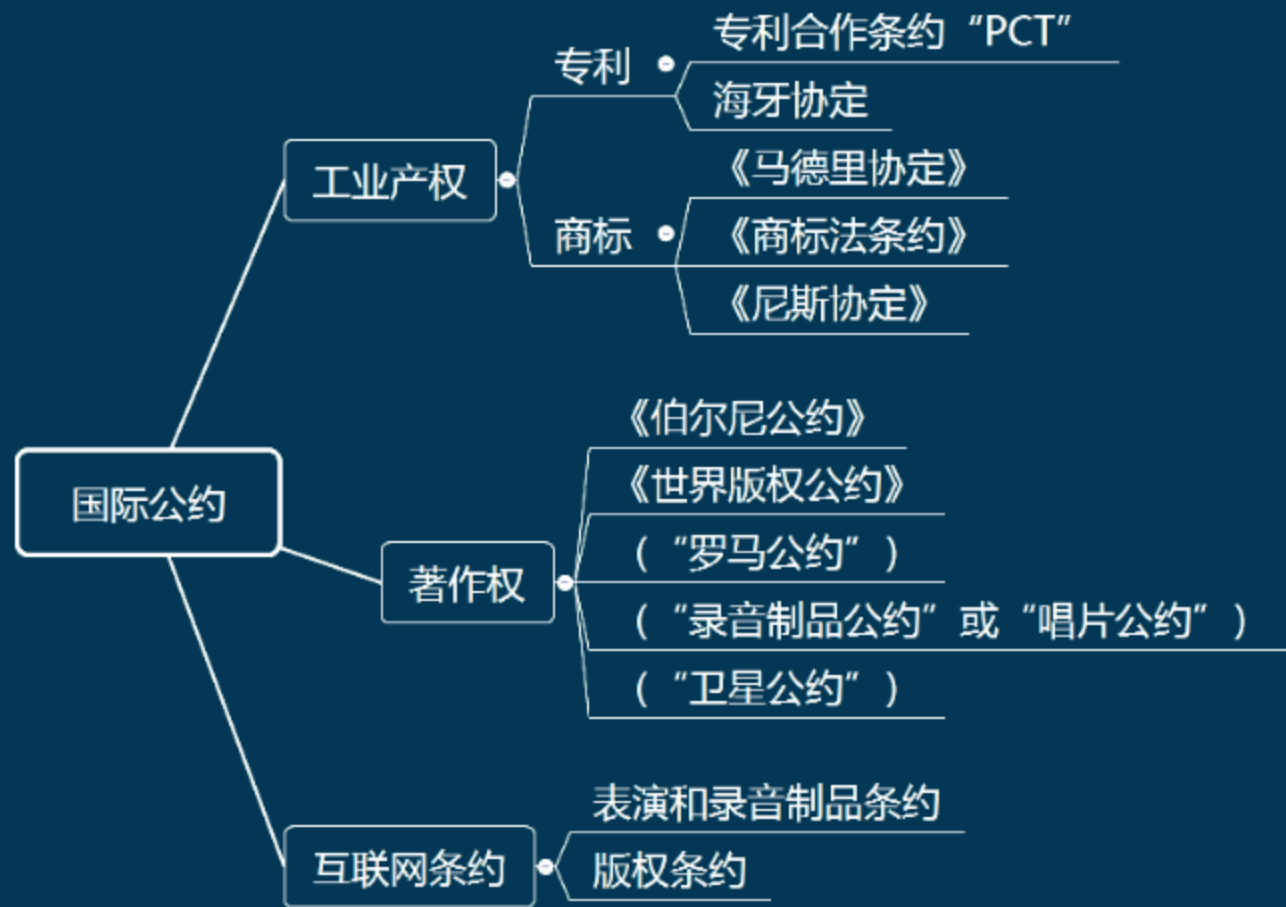 专利合作条约“PCT”
专利
海牙协定
工业产权
《马德里协定》
商标
《商标法条约》
《尼斯协定》
国际公约
《伯尔尼公约》
《世界版权公约》
（“罗马公约”）
著作权
（“录音制品公约”或“唱片公约”）
（“卫星公约”）
互联网条约
表演和录音制品条约
版权条约